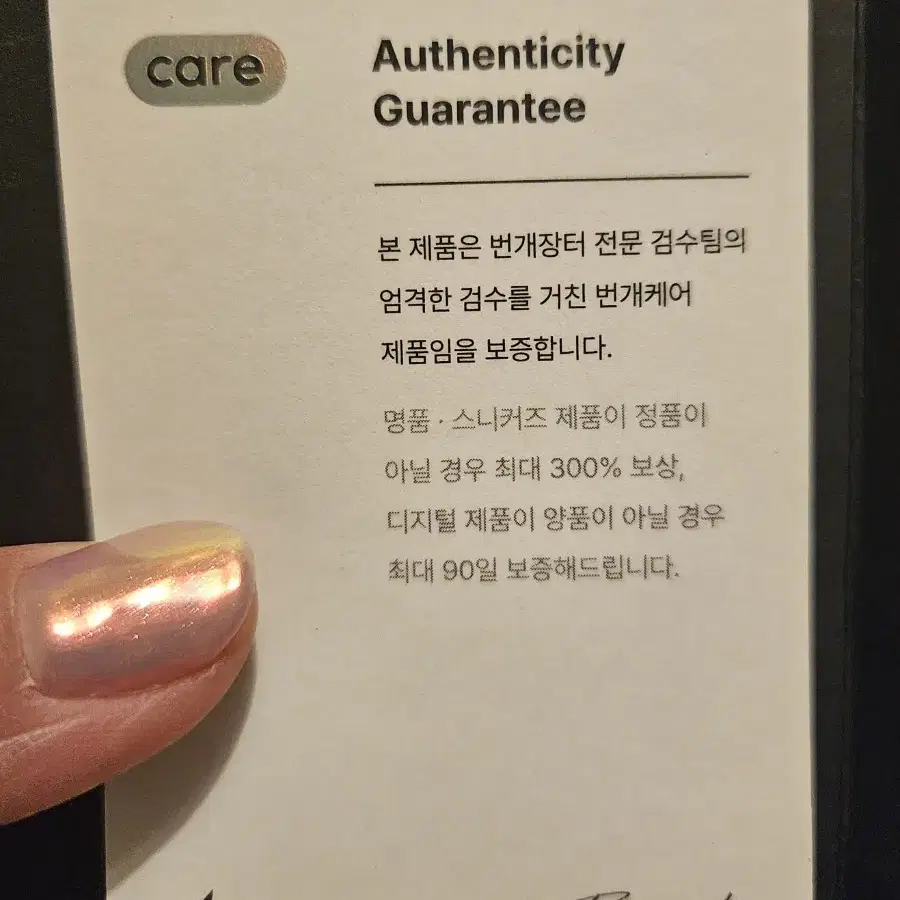 care
Authenticity
Guarantee
본 제품은 번개장터 전문 검수팀의
엄격한 검수를 거친 번개케어
제품임을 보증합니다.
명품 · 스니커즈 제품이 정품이
아닐 경우 최대 300% 보상,
디지털 제품이 양품이 아닐 경우
최대 90일 보증해드립니다.